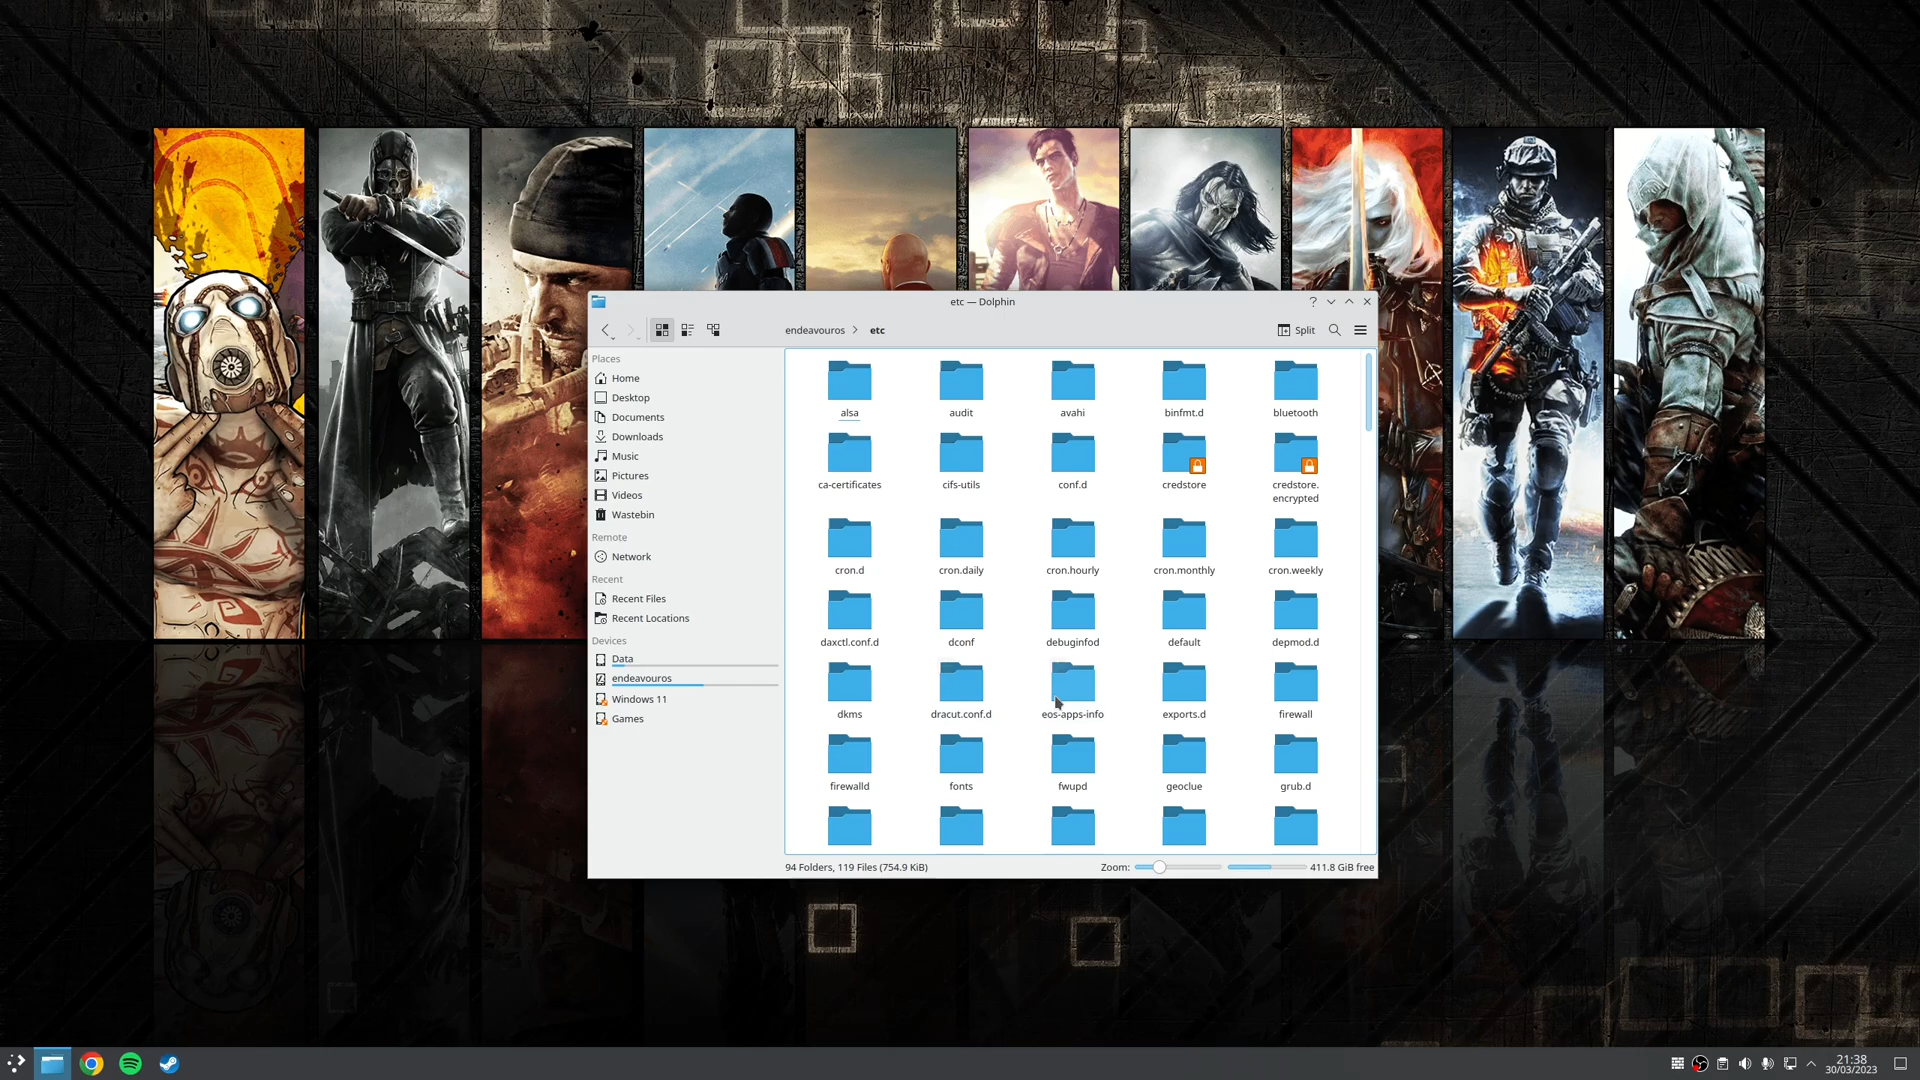 etc — Dolphin
endeavouros > etc
Split
Places
Home
Desktop
Documents
Downloads
Music
Pictures
Videos
Wastebin
Remote
Network
Recent
Recent Files
Recent Locations
Devices
Data
endeavouros
Windows 11
Games
alsa audit avahi binfmt.d bluetooth
ca-certificates cifs-utils conf.d credstore credstore.
encrypted
cron.d cron.daily cron.hourly cron.monthly cron.weekly
daxctl.conf.d dconf debuginfod default depmod.d
dkms dracut.conf.d eos-apps-info exports.d firewall
firewalld fonts fwupd geoclue grub.d
94 Folders, 119 Files (754.9 KiB) Zoom: 411.8 GiB free
21:38
30/03/2023